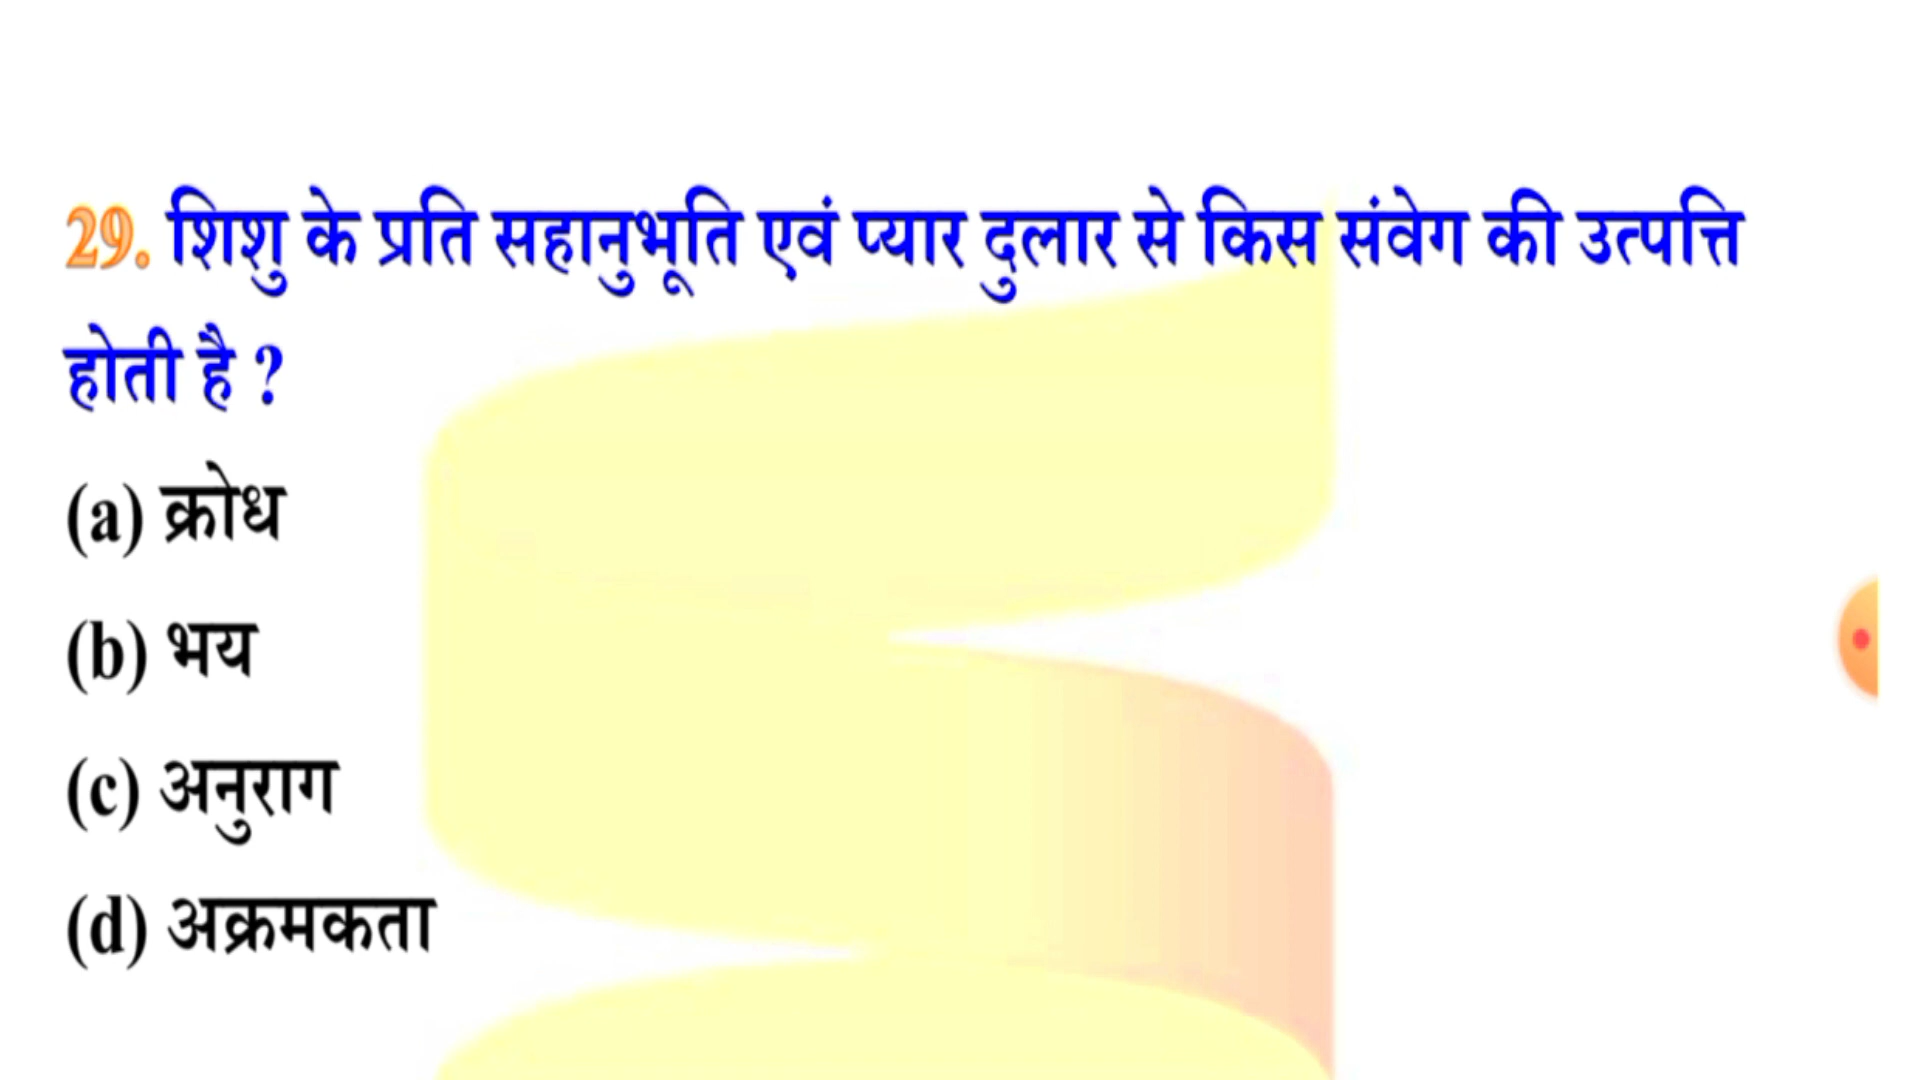 29. शिशु के प्रति सहानुभूति एवं प्यार दुलार से किस संवेग की उत्पत्ति
होती है ?
(a) क्रोध
(b) भय
(c) अनुराग
(d) अक्रमकता